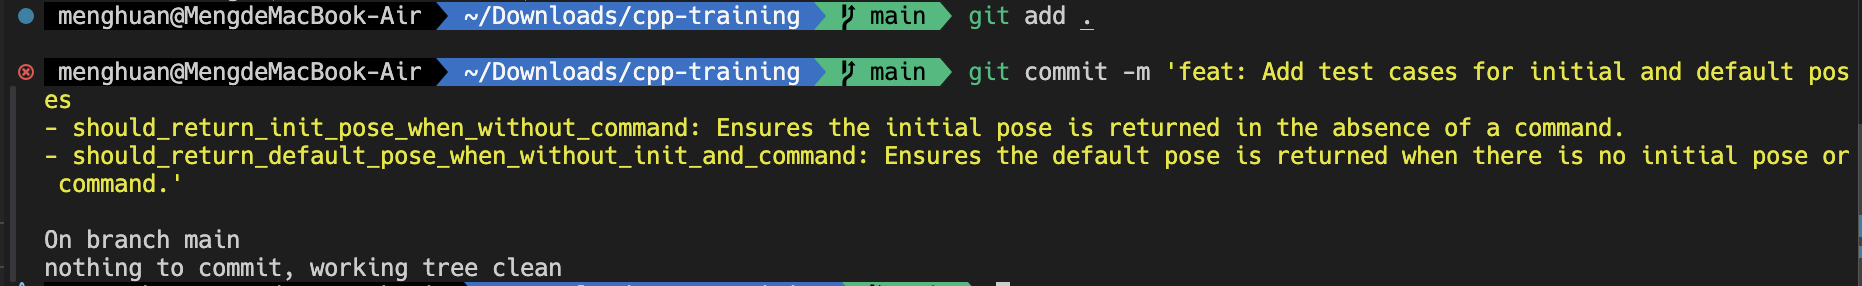 menghuan@MengdeMacBook-Air ~/Downloads/cpp-training main git add .
menghuan@MengdeMacBook-Air ~/Downloads/cpp-training main git commit -m 'feat: Add test cases for initial and default pos
es
- should_return_init_pose_when_without_command: Ensures the initial pose is returned in the absence of a command.
- should_return_default_pose_when_without_init_and_command: Ensures the default pose is returned when there is no initial pose or
command.'
On branch main
nothing to commit, working tree clean